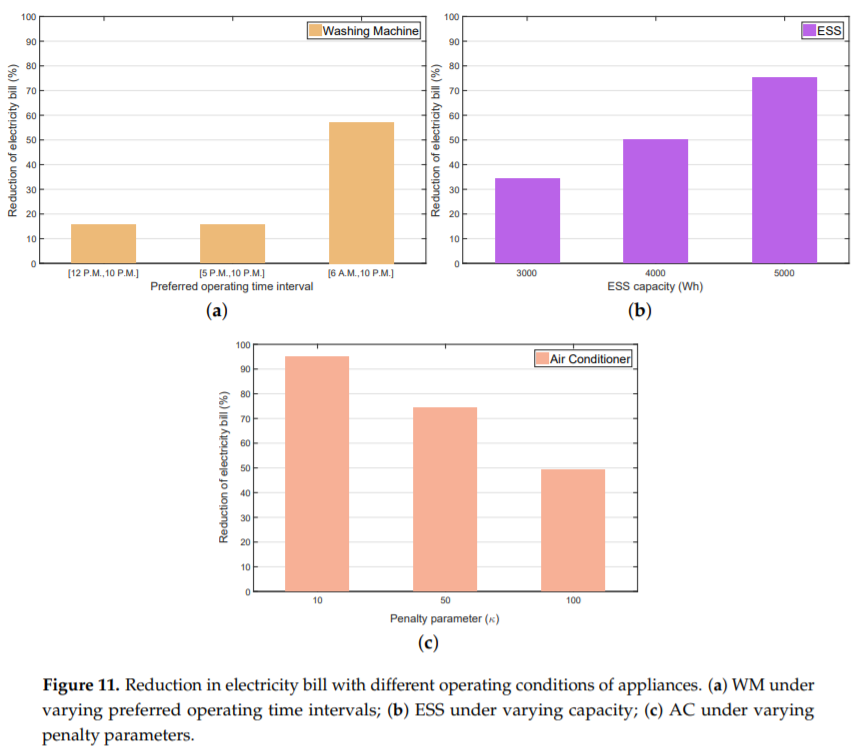 Washing Machine
Reduction of electricity bill (%)
100
90
80
70
60
50
40
30
20
10
0
[12 P.M.,10 P.M.]
[5 P.M.,10 P.M.]
[6 A.M.,10 P.M.]
Preferred operating time interval
(a)
ESS
Reduction of electricity bill (%)
100
90
80
70
60
50
40
30
20
10
0
3000
4000
5000
ESS capacity (Wh)
(b)
Air Conditioner
Reduction of electricity bill (%)
100
90
80
70
60
50
40
30
20
10
0
10
50
100
Penalty parameter (κ)
(c)
Figure 11. Reduction in electricity bill with different operating conditions of appliances. (a) WM under
varying preferred operating time intervals; (b) ESS under varying capacity; (c) AC under varying
penalty parameters.